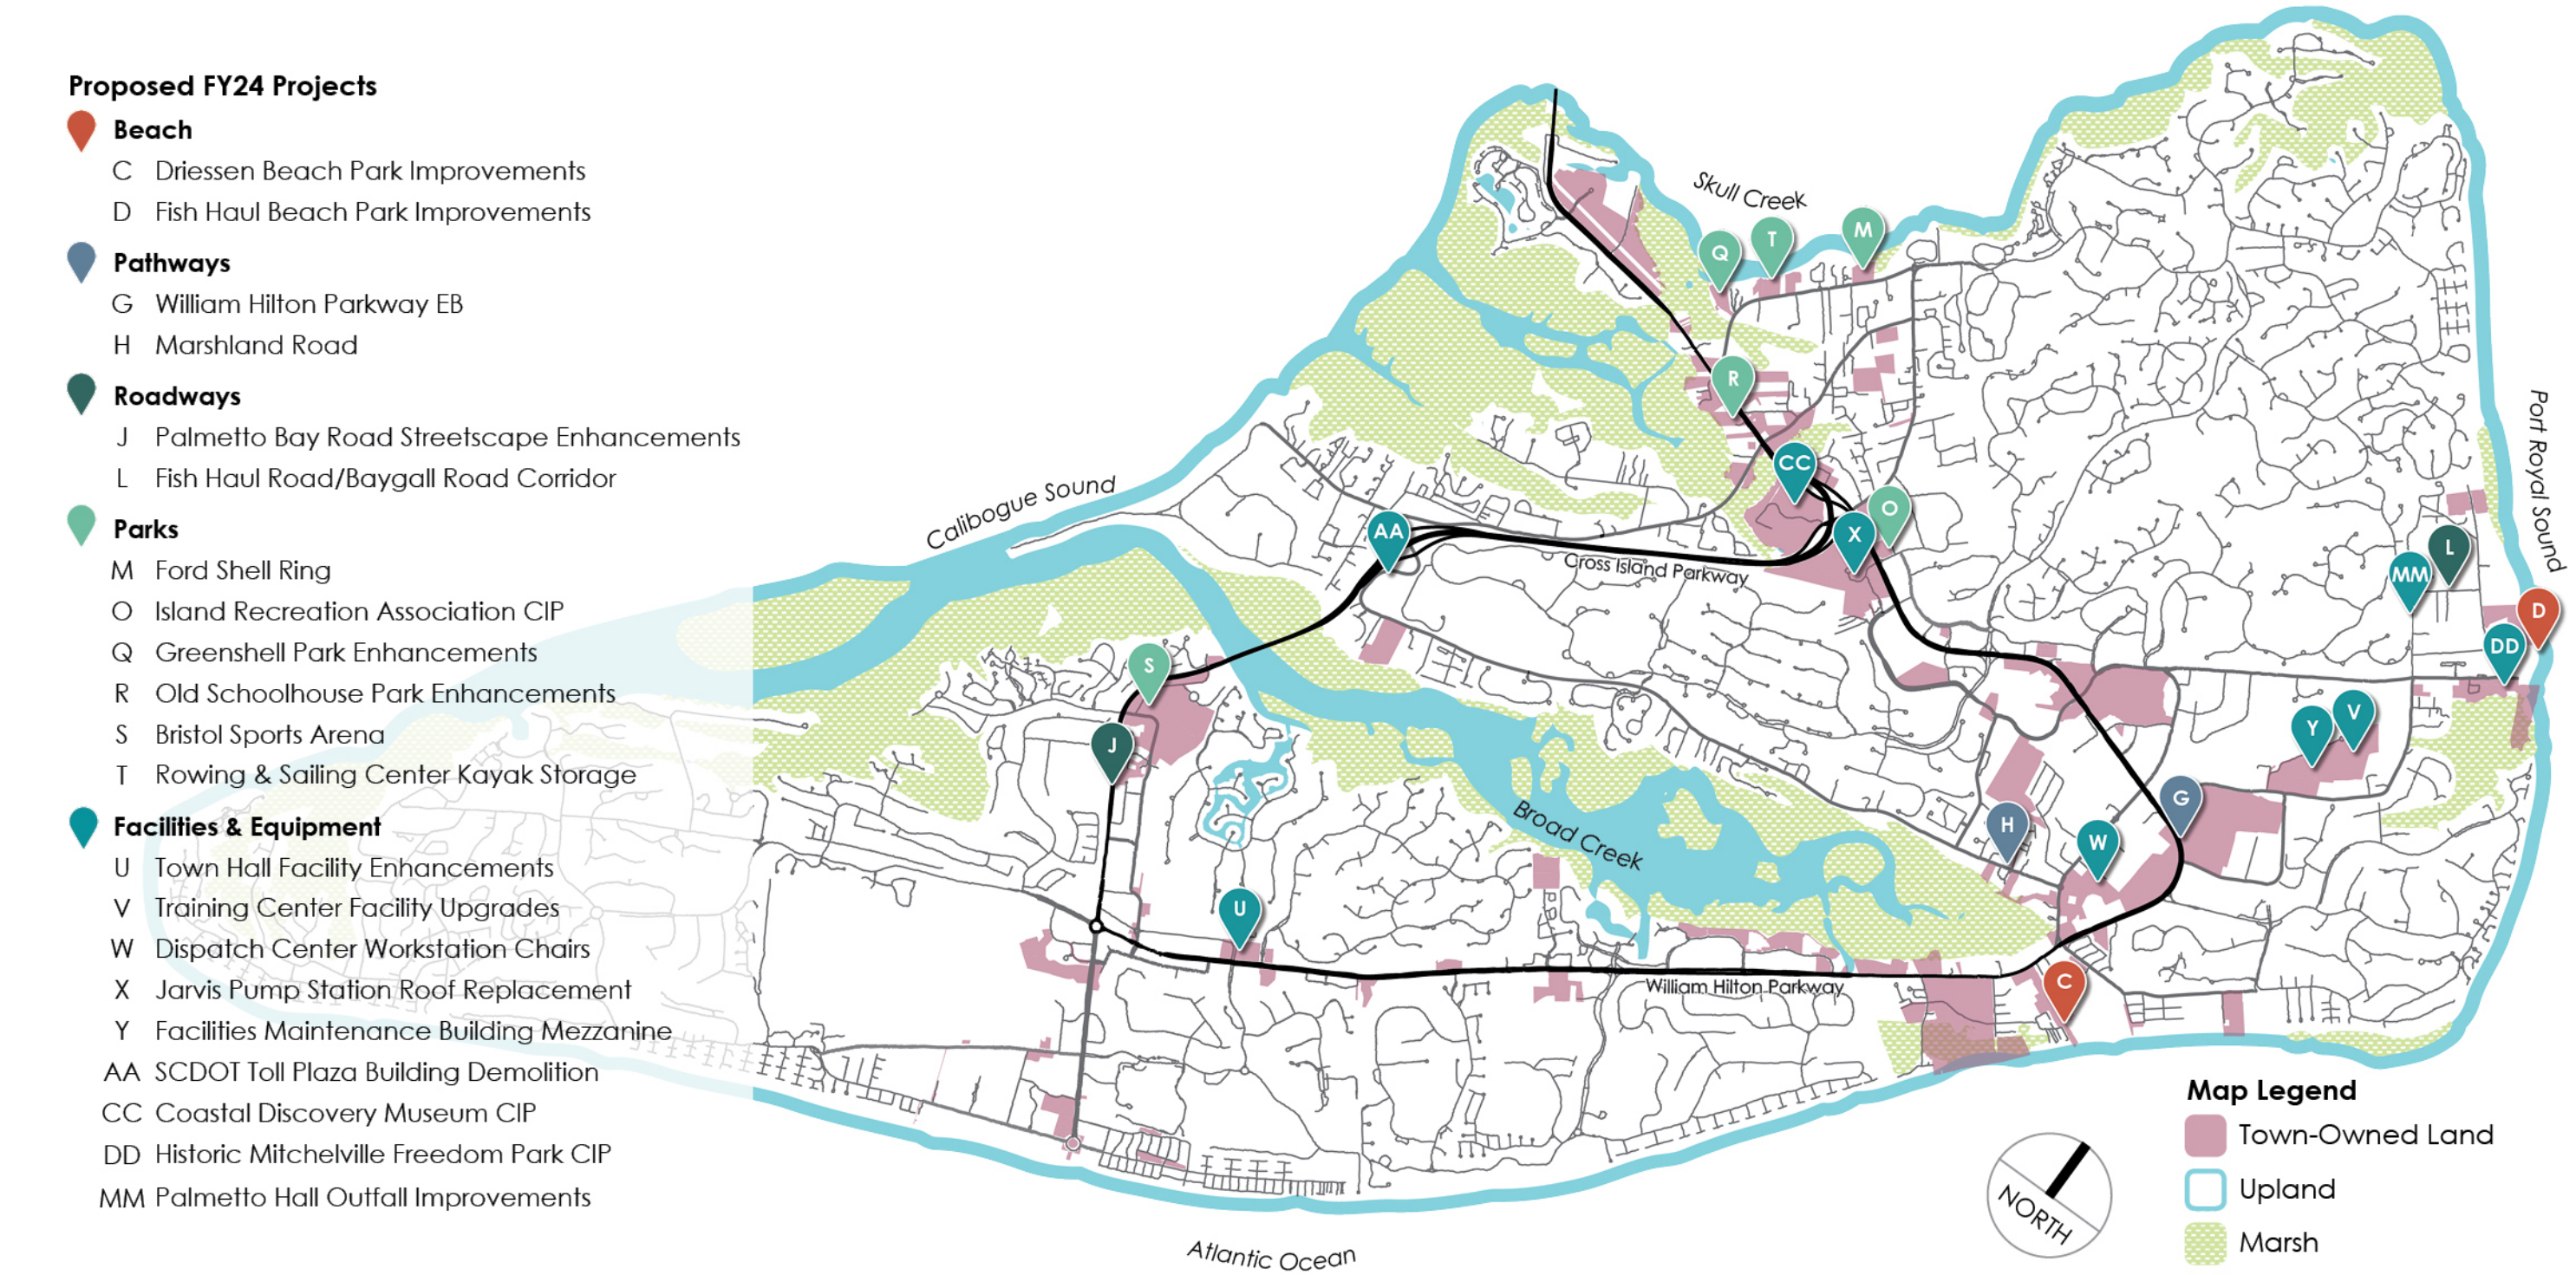 Proposed FY24 Projects
Beach
C Driessen Beach Park Improvements
D Fish Haul Beach Park Improvements
Pathways
G William Hilton Parkway EB
H Marshland Road
Roadways
J Palmetto Bay Road Streetscape Enhancements
L Fish Haul Road/Baygall Road Corridor
Parks
M Ford Shell Ring
O Island Recreation Association CIP
Q Greenshell Park Enhancements
R Old Schoolhouse Park Enhancements
S Bristol Sports Arena
T Rowing & Sailing Center Kayak Storage
Facilities & Equipment
U Town Hall Facility Enhancements
V Training Center Facility Upgrades
W Dispatch Center Workstation Chairs
X Jarvis Pump Station Roof Replacement
Y Facilities Maintenance Building Mezzanine
AA SCDOT Toll Plaza Building Demolition
CC Coastal Discovery Museum CIP
DD Historic Mitchelville Freedom Park CIP
MM Palmetto Hall Outfall Improvements
Skull Creek
Q
T
M
R
Port Royal Sound
CC
Calibogue Sound
O
AA
X
Cross Island Parkway
L
MM
D
DD
S
V
Y
J
G
Broad Creek
H
W
U
C
William Hilton Parkway
Atlantic Ocean
NORTH
Map Legend
Town-Owned Land
Upland
Marsh